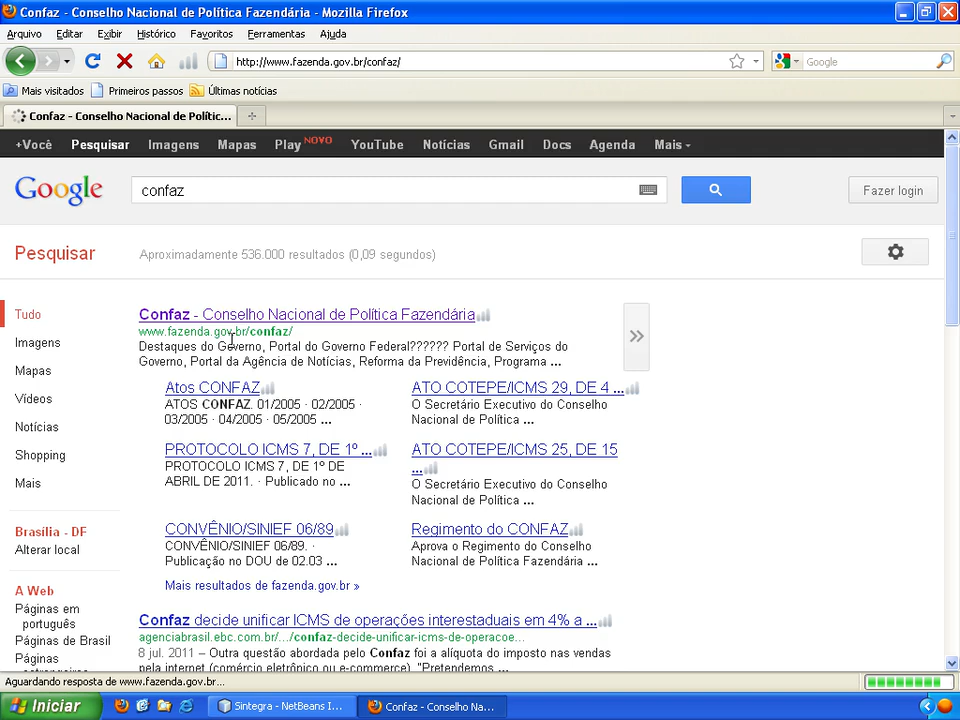 Confaz - Conselho Nacional de Política Fazendária - Mozilla Firefox
Arquivo Editar Exibir Histórico Favoritos Ferramentas Ajuda
http://www.fazenda.gov.br/confaz/ Google
Mais visitados Primeiros passos Últimas notícias
Confaz - Conselho Nacional de Polític...
+Você Pesquisar Imagens Mapas Play NOVO YouTube Notícias Gmail Docs Agenda Mais
Google confaz Fazer login
Pesquisar Aproximadamente 536.000 resultados (0,09 segundos)
Tudo
Imagens
Mapas
Vídeos
Notícias
Shopping
Mais
Brasília - DF
Alterar local
A Web
Páginas em
português
Páginas de Brasil
Páginas
Confaz - Conselho Nacional de Política Fazendária
www.fazenda.gov.br/confaz/
Destaques do Governo, Portal do Governo Federal?????? Portal de Serviços do
Governo, Portal da Agência de Notícias, Reforma da Previdência, Programa ...
Atos CONFAZ
ATOS CONFAZ. 01/2005 · 02/2005 ·
03/2005 · 04/2005 · 05/2005 ...
ATO COTEPE/ICMS 29, DE 4 ...
O Secretário Executivo do Conselho
Nacional de Política ...
PROTOCOLO ICMS 7, DE 1º ...
PROTOCOLO ICMS 7, DE 1º DE
ABRIL DE 2011. · Publicado no ...
ATO COTEPE/ICMS 25, DE 15
...
O Secretário Executivo do Conselho
Nacional de Política ...
CONVÊNIO/SINIEF 06/89
CONVÊNIO/SINIEF 06/89. ·
Publicação no DOU de 02.03 ...
Regimento do CONFAZ
Aprova o Regimento do Conselho
Nacional de Política Fazendária ...
Mais resultados de fazenda.gov.br »
Confaz decide unificar ICMS de operações interestaduais em 4% a ...
agenciabrasil.ebc.com.br/.../confaz-decide-unificar-icms-de-operacoe...
8 jul. 2011 – Outra questão abordada pelo Confaz foi a alíquota do imposto nas vendas
pela internet (comércio eletrônico ou e-commerce). "Pretendemos ...
Aguardando resposta de www.fazenda.gov.br...
Iniciar Sintegra - NetBeans I... Confaz - Conselho Na...